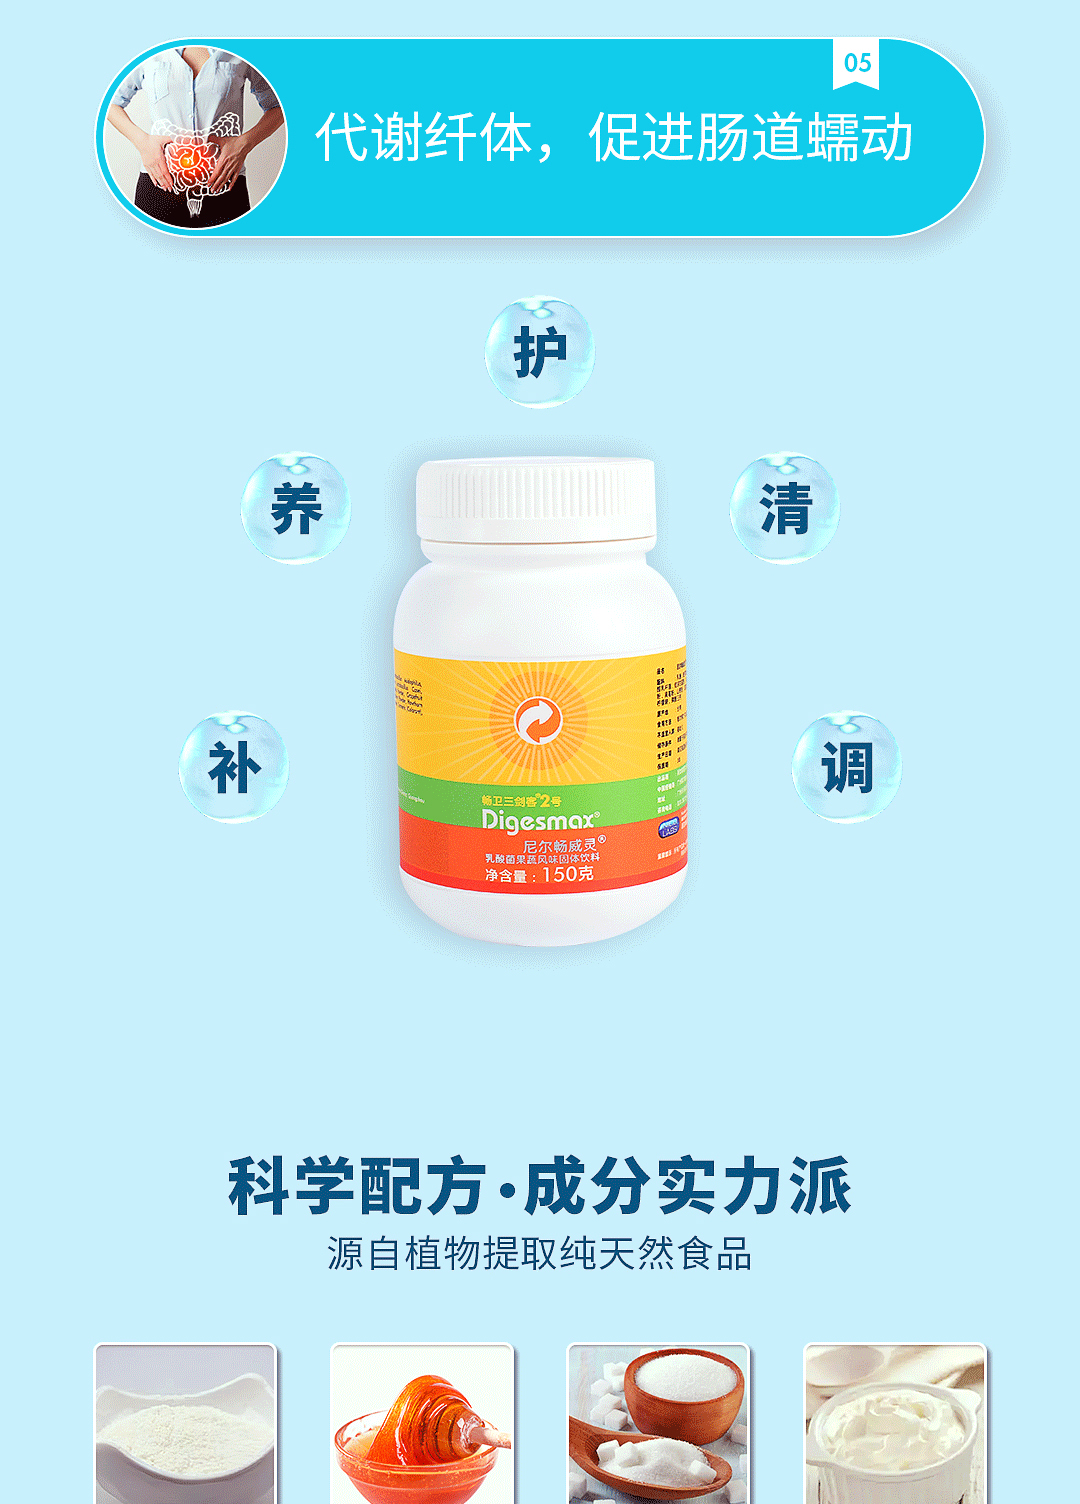 05
代谢纤体，促进肠道蠕动
护
养
清
补
调
畅卫三剑客®2号
Digesmax®
尼尔畅威灵®
乳酸菌果蔬风味固体饮料
净含量：150克
LABS
科学配方·成分实力派
源自植物提取纯天然食品